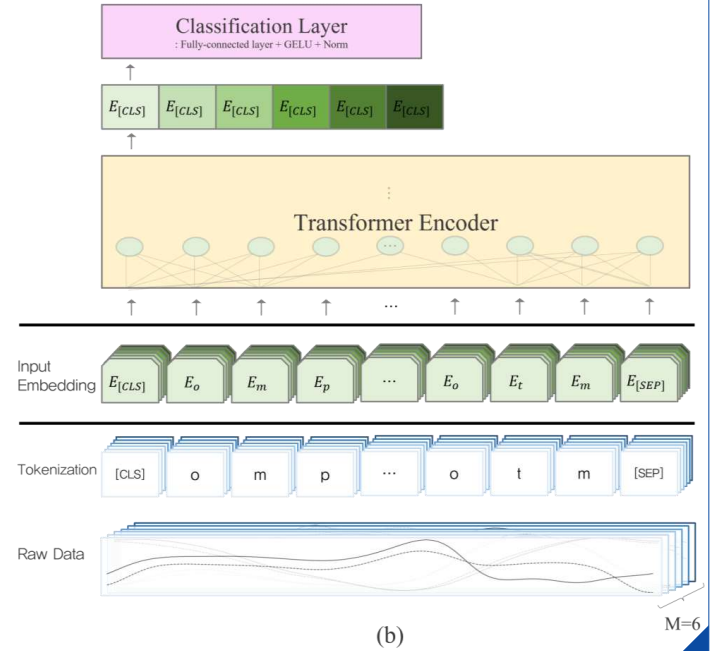 Classification Layer
: Fully-connected layer + GELU + Norm
E[CLS] E[CLS] E[CLS] E[CLS] E[CLS] E[CLS]
⋮
Transformer Encoder
...
...
Input
Embedding
E[CLS] Eo Em Ep ... Eo Et Em E[SEP]
Tokenization
[CLS] o m p ... o t m [SEP]
Raw Data
M=6
(b)